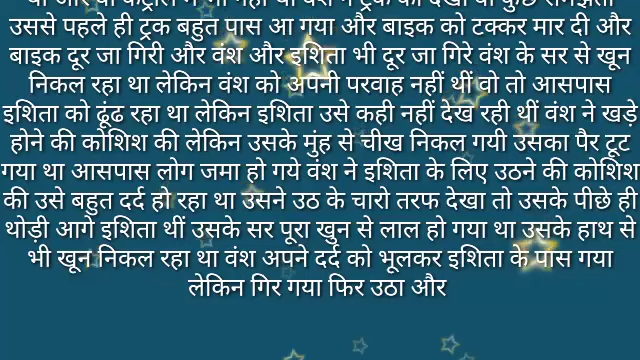 था और वो कंट्रोल में भी नहीं था वंश ने ट्रक को देखा वो कुछ समझता
उससे पहले ही ट्रक बहुत पास आ गया और बाइक को टक्कर मार दी और
बाइक दूर जा गिरी और वंश और इशिता भी दूर जा गिरे वंश के सर से खून
निकल रहा था लेकिन वंश को अपनी परवाह नहीं थीं वो तो आसपास
इशिता को ढूंढ रहा था लेकिन इशिता उसे कही नहीं देख रही थीं वंश ने खड़े
होने की कोशिश की लेकिन उसके मुंह से चीख निकल गयी उसका पैर टूट
गया था आसपास लोग जमा हो गये वंश ने इशिता के लिए उठने की कोशिश
की उसे बहुत दर्द हो रहा था उसने उठ के चारो तरफ देखा तो उसके पीछे ही
थोड़ी आगे इशिता थीं उसके सर पूरा खुन से लाल हो गया था उसके हाथ से
भी खून निकल रहा था वंश अपने दर्द को भूलकर इशिता के पास गया
लेकिन गिर गया फिर उठा और